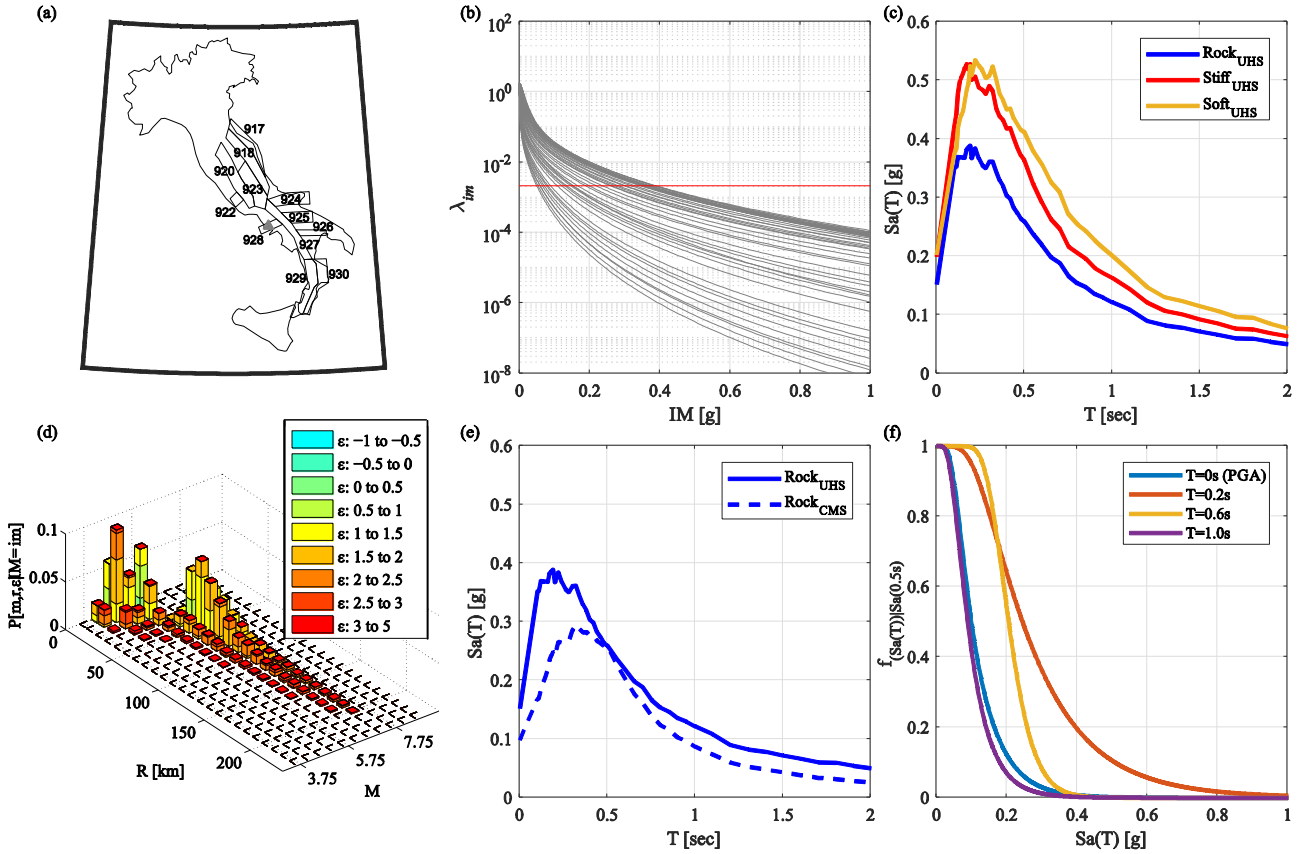 (a)
917
918
920
923
924
922
925
926
928
927
929
930
(b)
10^2
10^0
10^-2
10^-4
10^-6
10^-8
λ_im
0 0.2 0.4 0.6 0.8 1
IM [g]
(c)
0.6
0.5
0.4
0.3
0.2
0.1
0
Sa(T) [g]
Rock_UHS
Stiff_UHS
Soft_UHS
0 0.5 1 1.5 2
T [sec]
(d)
ε: −1 to −0.5
ε: −0.5 to 0
ε: 0 to 0.5
ε: 0.5 to 1
ε: 1 to 1.5
ε: 1.5 to 2
ε: 2 to 2.5
ε: 2.5 to 3
ε: 3 to 5
P[m,r,ε|IM=im]
0.1
0.05
0
0
50
100
150
200
R [km]
3.75
5.75
7.75
M
(e)
0.6
0.5
0.4
0.3
0.2
0.1
0
Sa(T) [g]
Rock_UHS
Rock_CMS
0 0.5 1 1.5 2
T [sec]
(f)
1
0.8
0.6
0.4
0.2
0
f_(Sa(T)|Sa(0.5s)
T=0s (PGA)
T=0.2s
T=0.6s
T=1.0s
0 0.2 0.4 0.6 0.8 1
Sa(T) [g]